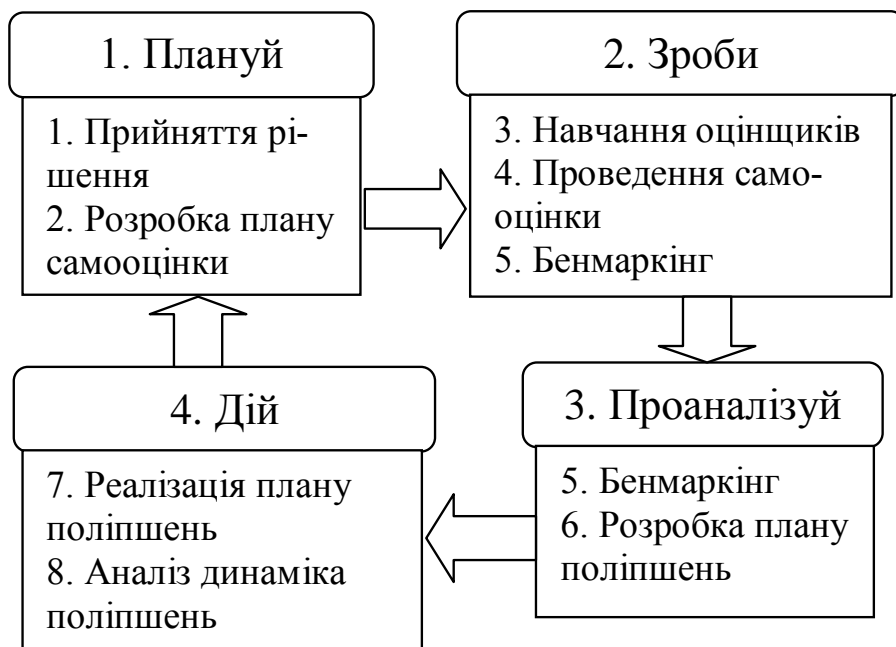 1. Плануй
1. Прийняття рі-
шення
2. Розробка плану
самооцінки
2. Зроби
3. Навчання оцінщиків
4. Проведення само-
оцінки
5. Бенмаркінг
3. Проаналізуй
5. Бенмаркінг
6. Розробка плану
поліпшень
4. Дій
7. Реалізація плану
поліпшень
8. Аналіз динаміка
поліпшень